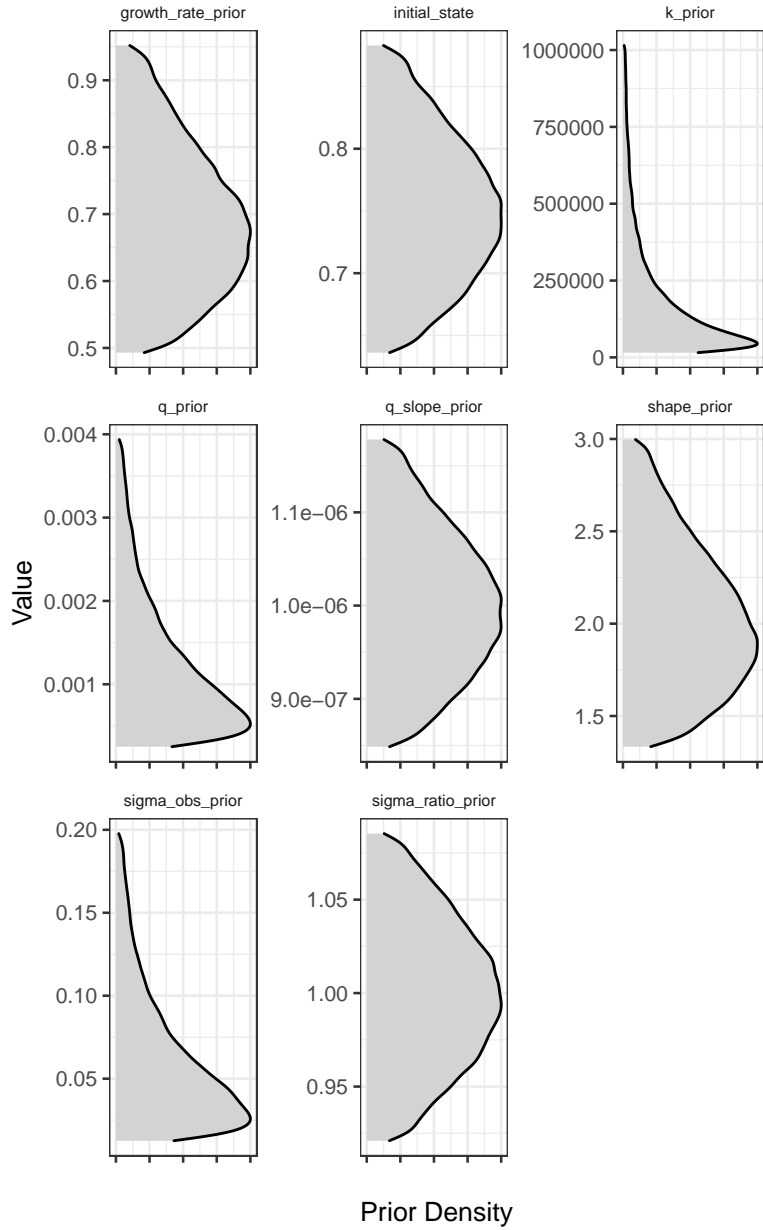 growth_rate_prior
initial_state
k_prior
0.9
0.8
0.7
0.6
0.5
0.8
0.7
1000000
750000
500000
250000
0
q_prior
q_slope_prior
shape_prior
0.004
0.003
0.002
0.001
1.1e−06
1.0e−06
9.0e−07
3.0
2.5
2.0
1.5
Value
sigma_obs_prior
sigma_ratio_prior
0.20
0.15
0.10
0.05
1.05
1.00
0.95
Prior Density